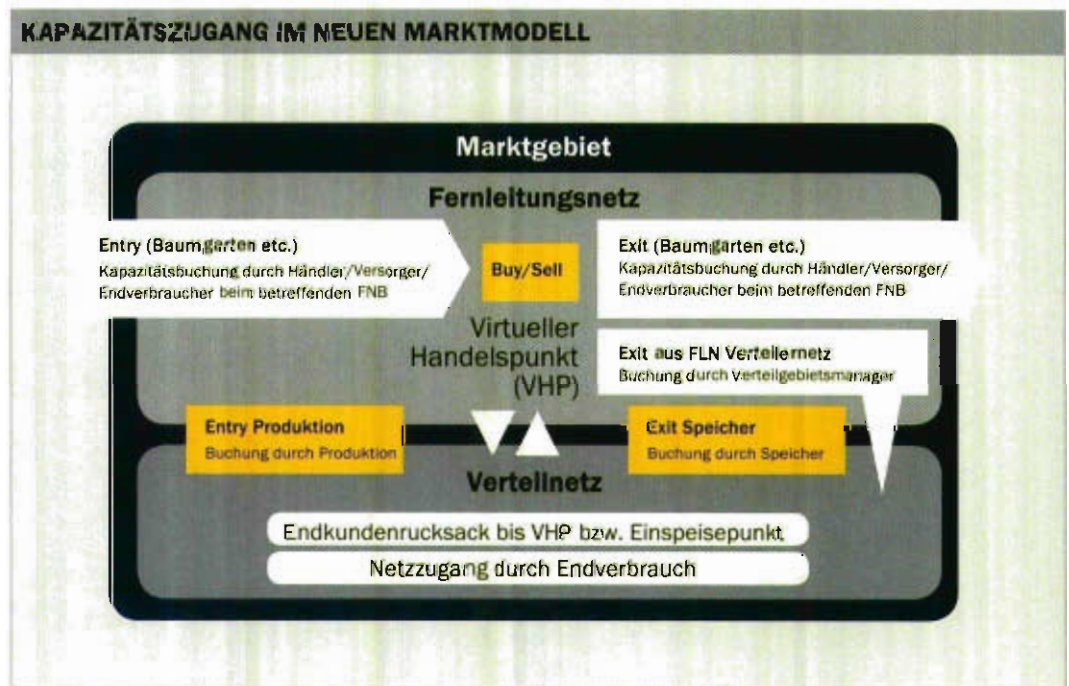 KAPAZITÄTSZUGANG IM NEUEN MARKTMODELL
Marktgebiet
Fernleitungsnetz
Entry (Baumgarten etc.)
Kapazitätsbuchung durch Händler/Versorger/
Endverbraucher beim betreffenden FNB
Buy/Sell
Exit (Baumgarten etc.)
Kapazitätsbuchung durch Händler/Versorger/
Endverbraucher beim betreffenden FNB
Virtueller
Handelspunkt
(VHP)
Exit aus FLN Verteilernetz
Buchung durch Verteilgebietsmanager
Entry Produktion
Buchung durch Produktion
Exit Speicher
Buchung durch Speicher
Verteilnetz
Endkundenrucksack bis VHP bzw. Einspeisepunkt
Netzzugang durch Endverbrauch